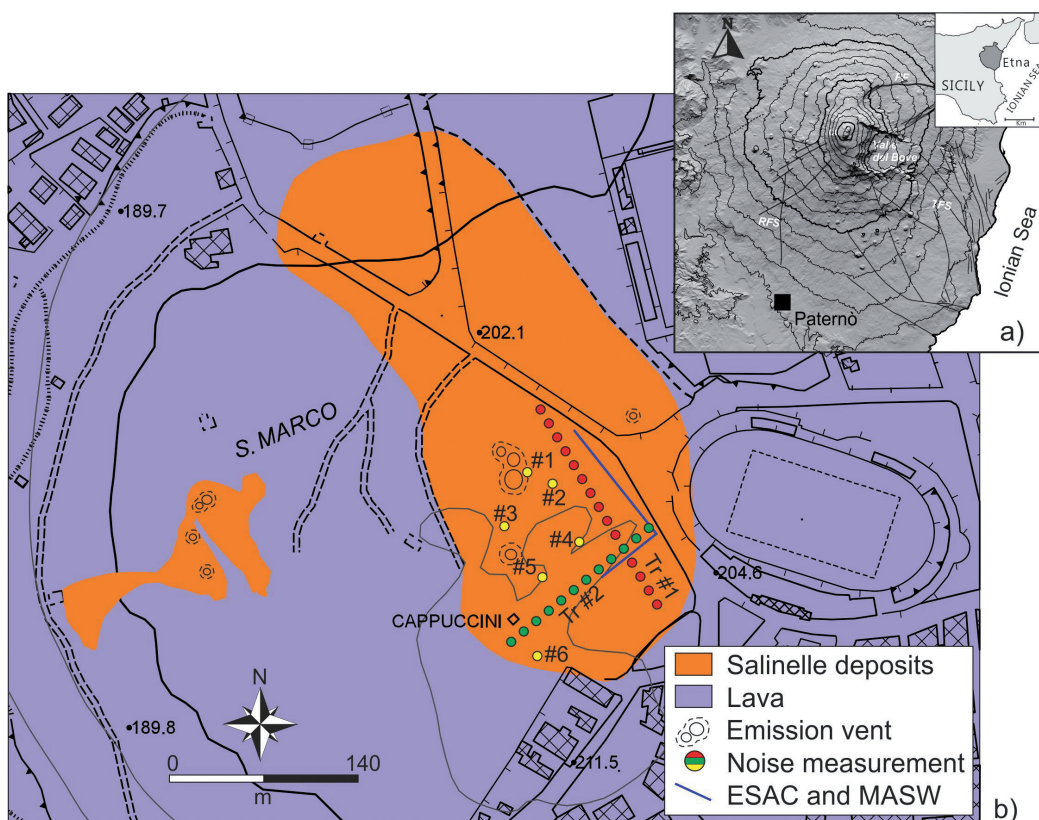 N
SICILY
Etna
IONIAN SEA
Km
PS
Valle
del Bove
TFS
RFS
Paternò
Ionian Sea
a)
189.7
202.1
S. MARCO
#1
#2
#3
#4
#5
Tr #1
Tr #2
204.6
CAPPUCCINI
#6
N
189.8
0 140
m
211.5
Salinelle deposits
Lava
Emission vent
Noise measurement
ESAC and MASW
b)